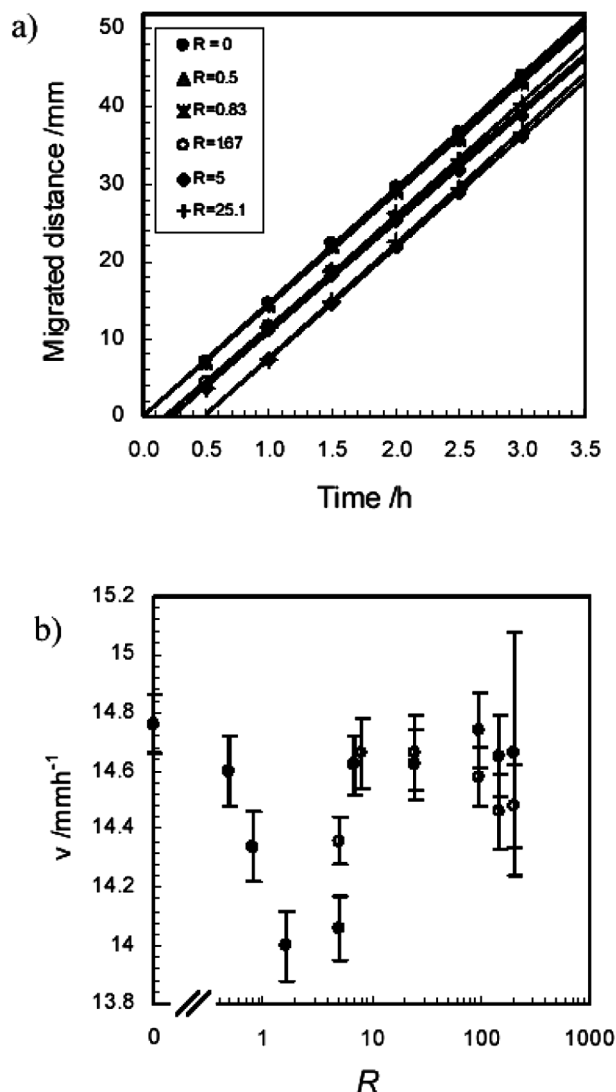 a)
Migrated distance /mm
50
40
30
20
10
0
R = 0
R=0.5
R=0.83
R=167
R=5
R=25.1
0.0 0.5 1.0 1.5 2.0 2.5 3.0 3.5
Time /h
b)
v /mmh⁻¹
15.2
15
14.8
14.6
14.4
14.2
14
13.8
0 1 10 100 1000
R